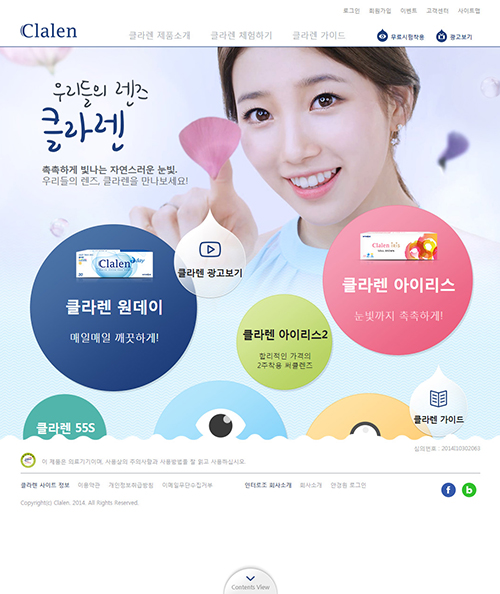 로그인 회원가입 이벤트 고객센터 사이트맵
Clalen 클라렌 제품소개 클라렌 체험하기 클라렌 가이드 무료시험착용 광고보기
우리들의 렌즈
클라렌
촉촉하게 빛나는 자연스러운 눈빛.
우리들의 렌즈, 클라렌을 만나보세요!
Clalen 1day
클라렌 원데이
매일매일 깨끗하게!
클라렌 광고보기
Clalen iris
클라렌 아이리스
눈빛까지 촉촉하게!
클라렌 아이리스2
합리적인 가격의
2주착용 써클렌즈
클라렌 55S
클라렌 가이드
심의번호 : 2014I10302063
이 제품은 의료기기이며, 사용상의 주의사항과 사용방법을 잘 읽고 사용하십시오.
클라렌 사이트 정보 이용약관 개인정보취급방침 이메일무단수집거부 인터로조 회사소개 회사소개 안경원 로그인
Copyright(c) Clalen. 2014. All Rights Reserved.
Contents View